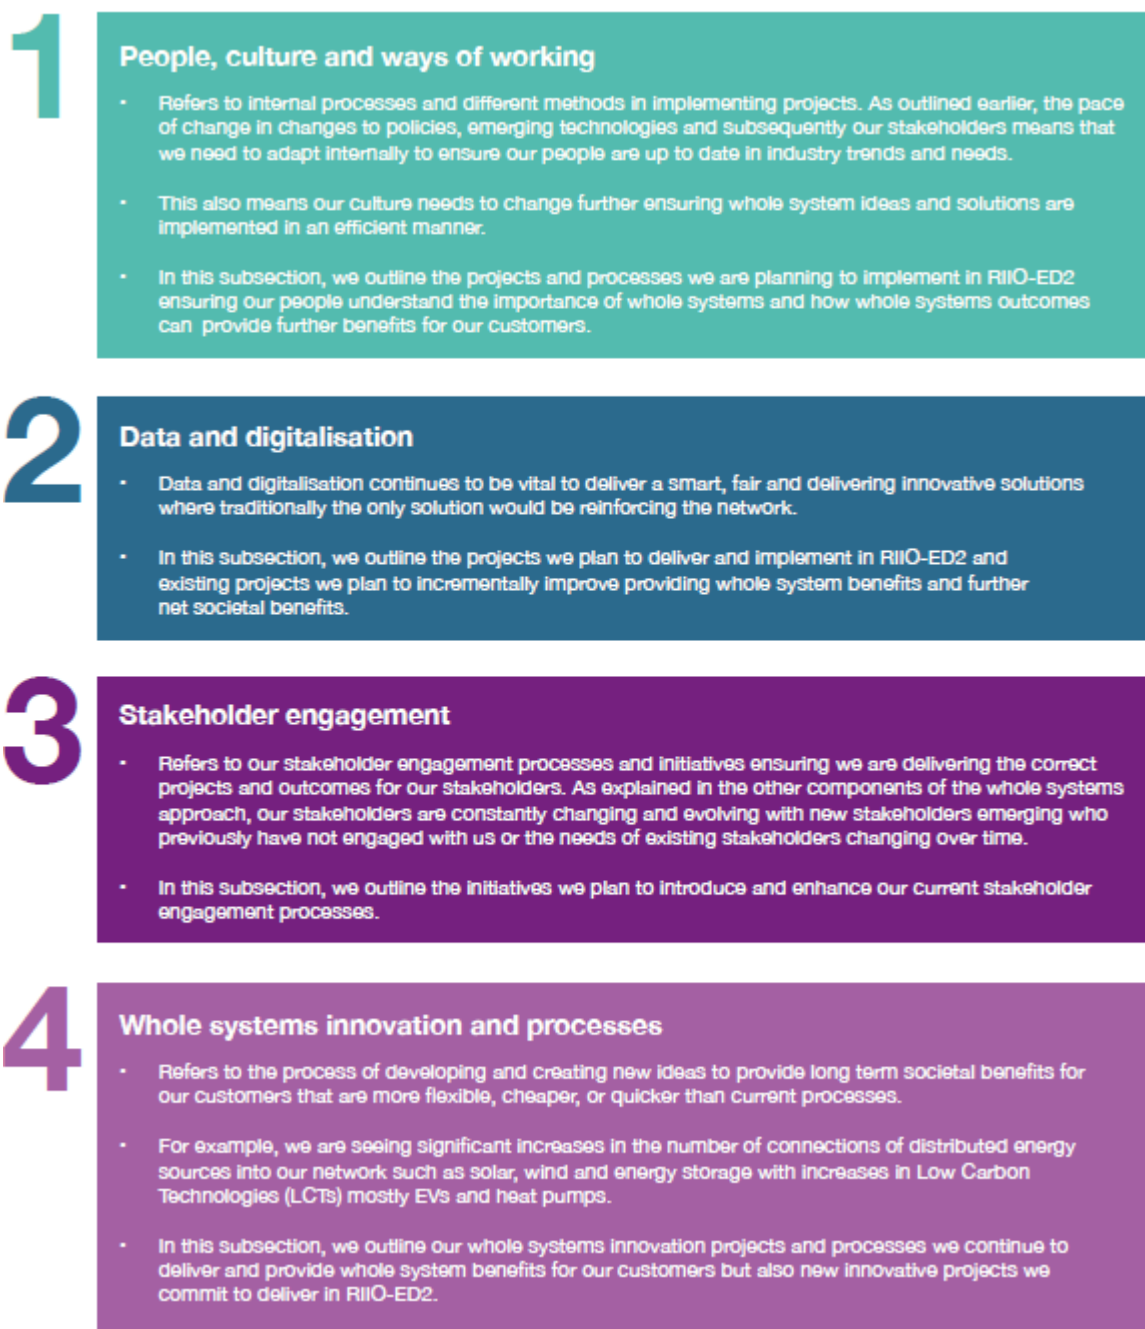 1
People, culture and ways of working
• Refers to internal processes and different methods in implementing projects. As outlined earlier, the pace
of change in changes to policies, emerging technologies and subsequently our stakeholders means that
we need to adapt internally to ensure our people are up to date in industry trends and needs.
• This also means our culture needs to change further ensuring whole system ideas and solutions are
implemented in an efficient manner.
• In this subsection, we outline the projects and processes we are planning to implement in RIIO-ED2
ensuring our people understand the importance of whole systems and how whole systems outcomes
can provide further benefits for our customers.
2
Data and digitalisation
• Data and digitalisation continues to be vital to deliver a smart, fair and delivering innovative solutions
where traditionally the only solution would be reinforcing the network.
• In this subsection, we outline the projects we plan to deliver and implement in RIIO-ED2 and
existing projects we plan to incrementally improve providing whole system benefits and further
net societal benefits.
3
Stakeholder engagement
• Refers to our stakeholder engagement processes and initiatives ensuring we are delivering the correct
projects and outcomes for our stakeholders. As explained in the other components of the whole systems
approach, our stakeholders are constantly changing and evolving with new stakeholders emerging who
previously have not engaged with us or the needs of existing stakeholders changing over time.
• In this subsection, we outline the initiatives we plan to introduce and enhance our current stakeholder
engagement processes.
4
Whole systems innovation and processes
• Refers to the process of developing and creating new ideas to provide long term societal benefits for
our customers that are more flexible, cheaper, or quicker than current processes.
• For example, we are seeing significant increases in the number of connections of distributed energy
sources into our network such as solar, wind and energy storage with increases in Low Carbon
Technologies (LCTs) mostly EVs and heat pumps.
• In this subsection, we outline our whole systems innovation projects and processes we continue to
deliver and provide whole system benefits for our customers but also new innovative projects we
commit to deliver in RIIO-ED2.